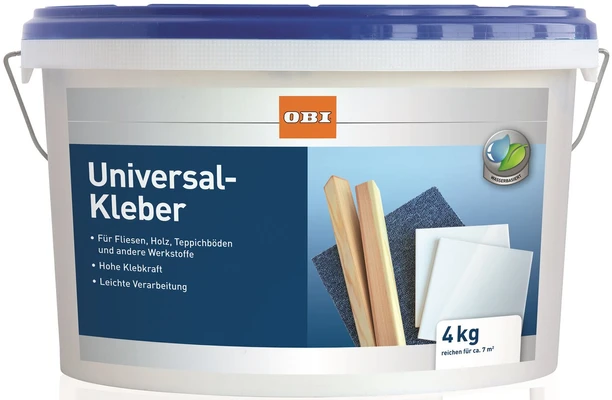 OBI
WASSERBASIERT
Universal-
Kleber
• Für Fliesen, Holz, Teppichböden
und andere Werkstoffe
• Hohe Klebkraft
• Leichte Verarbeitung
4 kg
reichen für ca. 7 m²